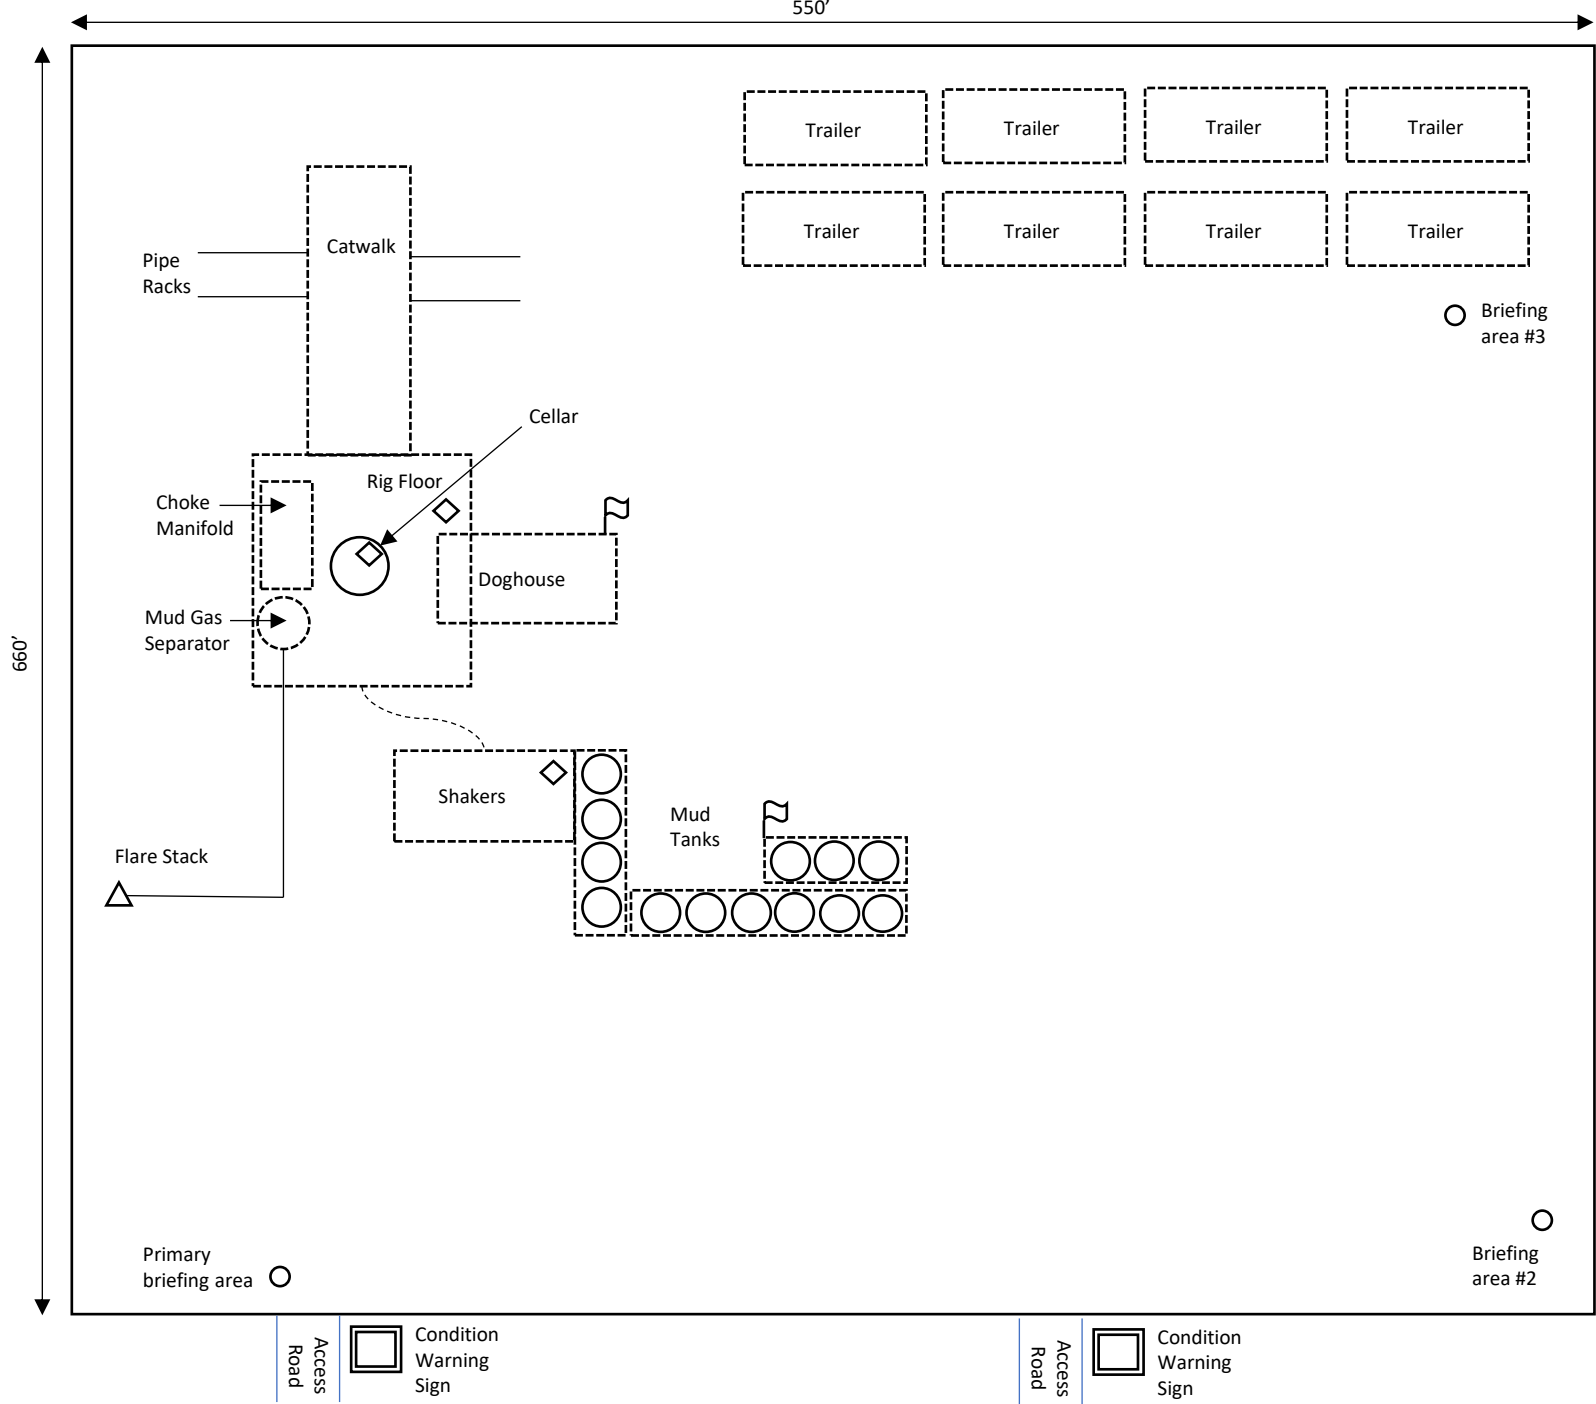 550’
Trailer
Trailer
Trailer
Trailer
Trailer
Trailer
Trailer
Trailer
Catwalk
Pipe
Racks
Briefing
area #3
Cellar
Rig Floor
Choke
Manifold
Doghouse
Mud Gas
Separator
660’
Shakers
Mud
Tanks
Flare Stack
Primary
briefing area
Briefing
area #2
Access
Road
Condition
Warning
Sign
Access
Road
Condition
Warning
Sign